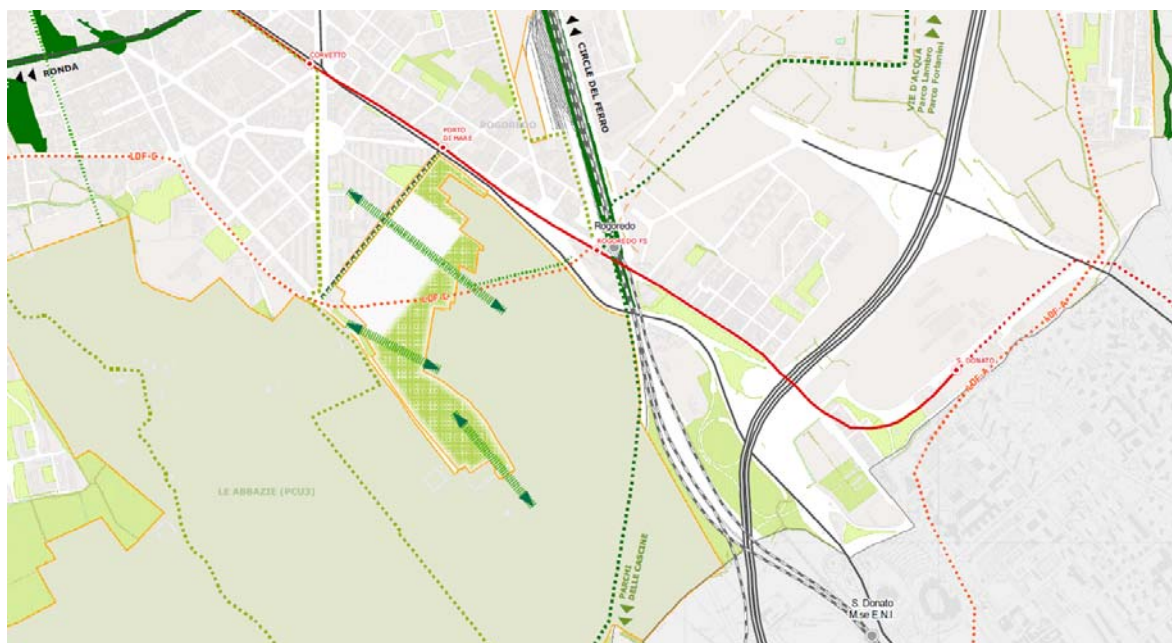 RONDA
CORVETTO
CIRCLE DEL FERRO
VIE D'ACQUA
Parco Lambro
Parco Forlanini
ROGOREDO
PORTO
DI MARE
LDF-G
Rogoredo
ROGOREDO FS
LDF-G
LDF-A
S. DONATO
LDF-A
LE ABBAZIE (PCU3)
PARCHI
DELLE CASCINE
S. Donato
M.se E.N.I.